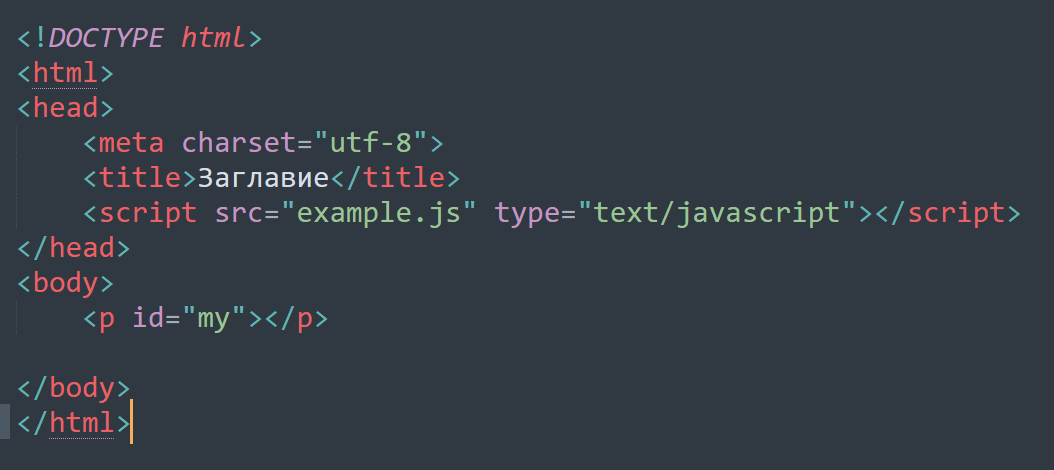 <!DOCTYPE html>
<html>
<head>
    <meta charset="utf-8">
    <title>Заглавие</title>
    <script src="example.js" type="text/javascript"></script>
</head>
<body>
    <p id="my"></p>

</body>
</html>